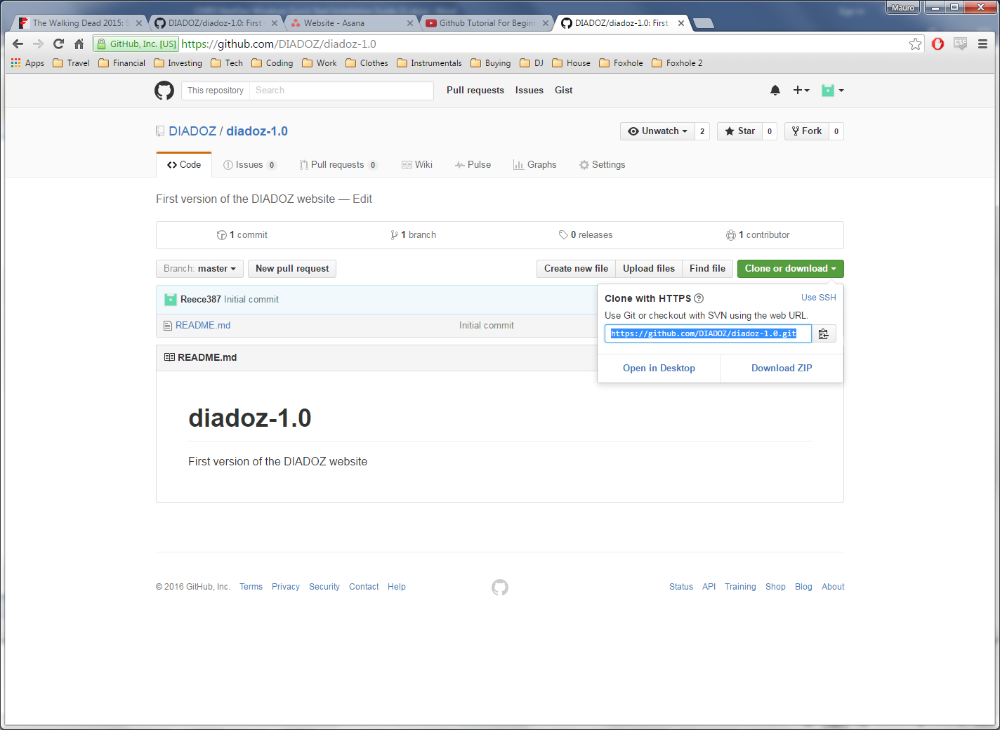 Mauro
The Walking Dead 2015: S
DIADOZ/diadoz-1.0: First
Website - Asana
Github Tutorial For Beginn
DIADOZ/diadoz-1.0: First
GitHub, Inc. [US] https://github.com/DIADOZ/diadoz-1.0
Apps Travel Financial Investing Tech Coding Work Clothes Instrumentals Buying DJ House Foxhole Foxhole 2
This repository Search Pull requests Issues Gist
DIADOZ / diadoz-1.0 Unwatch 2 Star 0 Fork 0
Code Issues 0 Pull requests 0 Wiki Pulse Graphs Settings
First version of the DIADOZ website — Edit
1 commit 1 branch 0 releases 1 contributor
Branch: master New pull request Create new file Upload files Find file Clone or download
Reece387 Initial commit
README.md Initial commit
Clone with HTTPS Use SSH
Use Git or checkout with SVN using the web URL.
https://github.com/DIADOZ/diadoz-1.0.git
Open in Desktop Download ZIP
README.md
diadoz-1.0
First version of the DIADOZ website
© 2016 GitHub, Inc. Terms Privacy Security Contact Help Status API Training Shop Blog About